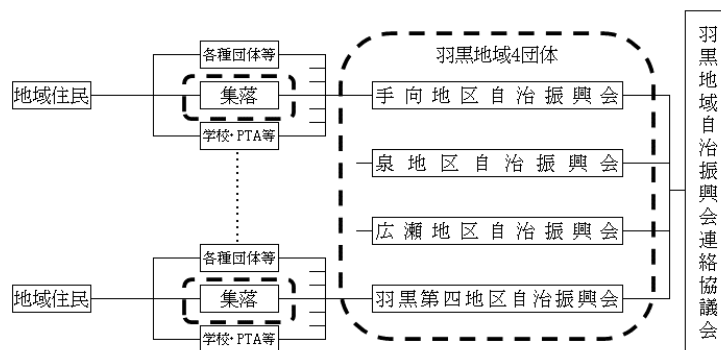 各種団体等
地域住民
集落
学校・PTA等
各種団体等
地域住民
集落
学校・PTA等
羽黒地域4団体
手向地区自治振興会
泉地区自治振興会
広瀬地区自治振興会
羽黒第四地区自治振興会
羽黒地域自治振興会連絡協議会